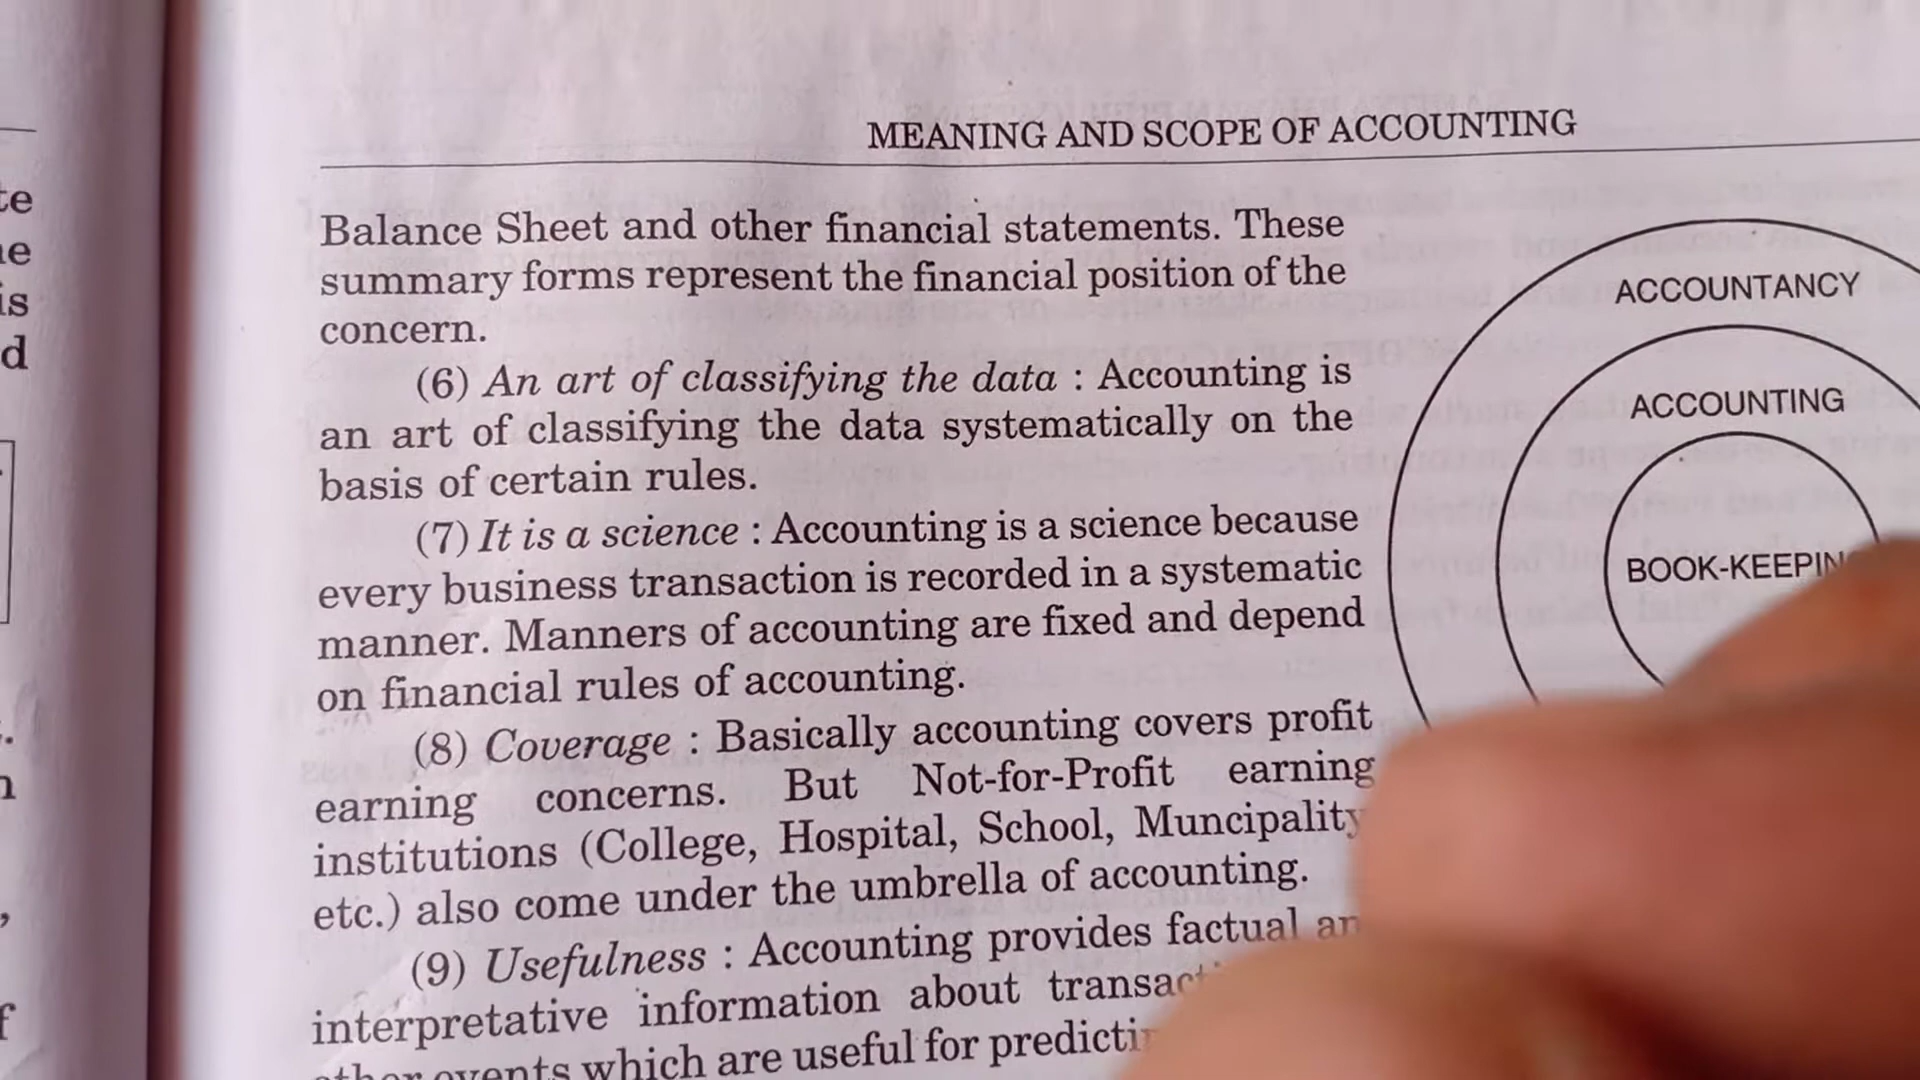 MEANING AND SCOPE OF ACCOUNTING
Balance Sheet and other financial statements. These
summary forms represent the financial position of the
concern.
(6) An art of classifying the data : Accounting is
an art of classifying the data systematically on the
basis of certain rules.
(7) It is a science : Accounting is a science because
every business transaction is recorded in a systematic
manner. Manners of accounting are fixed and depend
on financial rules of accounting.
(8) Coverage : Basically accounting covers profit
earning concerns. But Not-for-Profit earning
institutions (College, Hospital, School, Muncipality
etc.) also come under the umbrella of accounting.
(9) Usefulness : Accounting provides factual
interpretative information about
events which are useful for
ACCOUNTANCY
ACCOUNTING